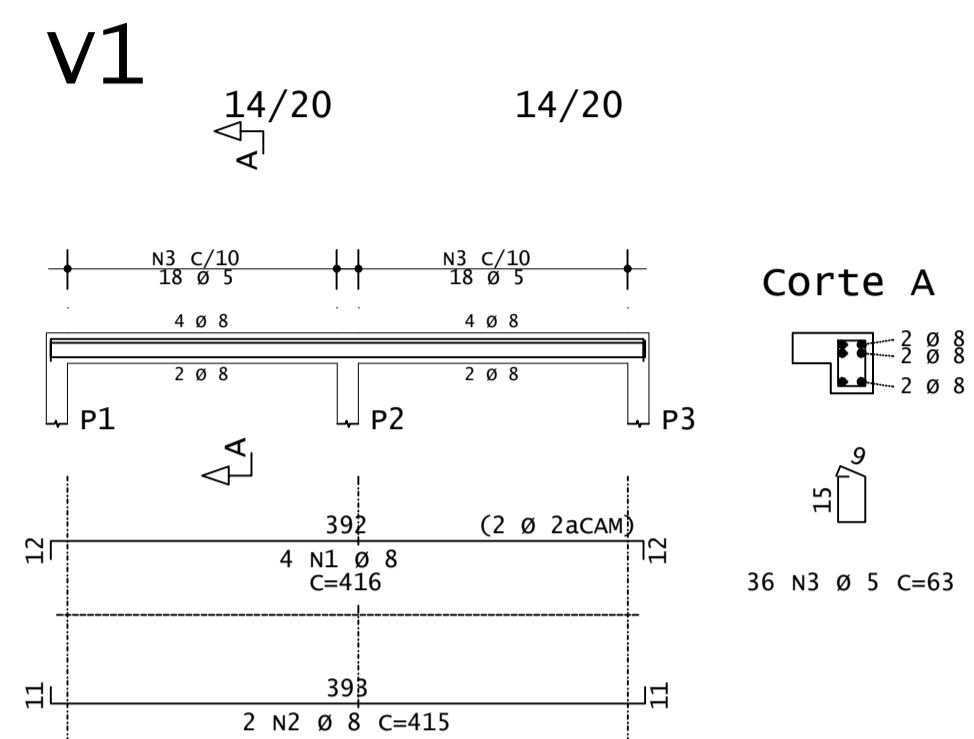 V1
14/20 14/20
A
N3 C/10 N3 C/10
18 Ø 5 18 Ø 5
Corte A
4 Ø 8 4 Ø 8
2 Ø 8
2 Ø 8
2 Ø 8 2 Ø 8
2 Ø 8
P1 P2 P3
A
9
15
392 (2 Ø 2aCAM)
12 12
4 N1 Ø 8
C=416
36 N3 Ø 5 C=63
393
11 11
2 N2 Ø 8 C=415